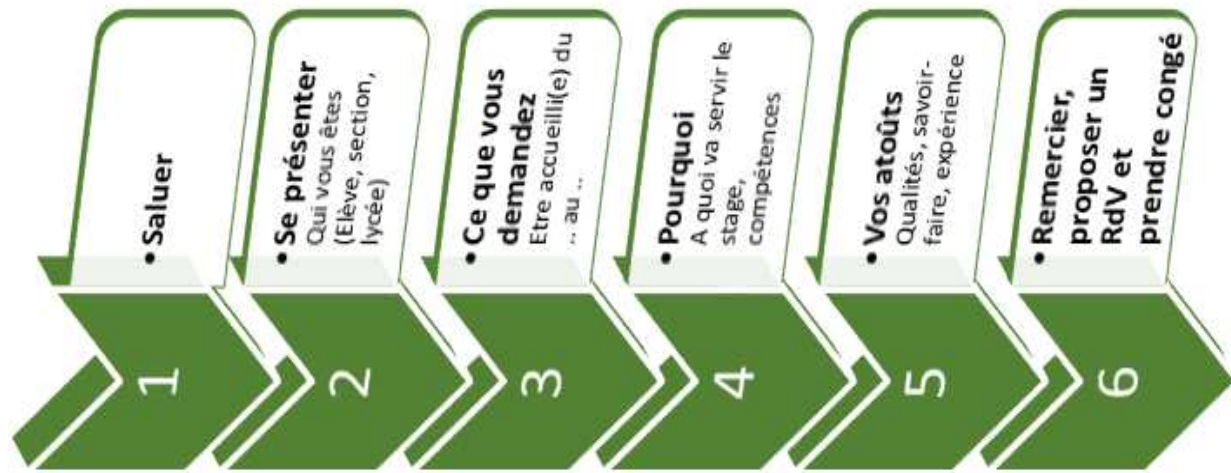 1
• Saluer
2
• Se présenter
Qui vous êtes
(Elève, section,
lycée)
3
• Ce que vous
demandez
Etre accueilli(e) du
.. au ..
4
• Pourquoi
A quoi va servir le
stage,
compétences
5
• Vos atoûts
Qualités, savoir-
faire, expérience
6
• Remercier,
proposer un
RdV et
prendre congé